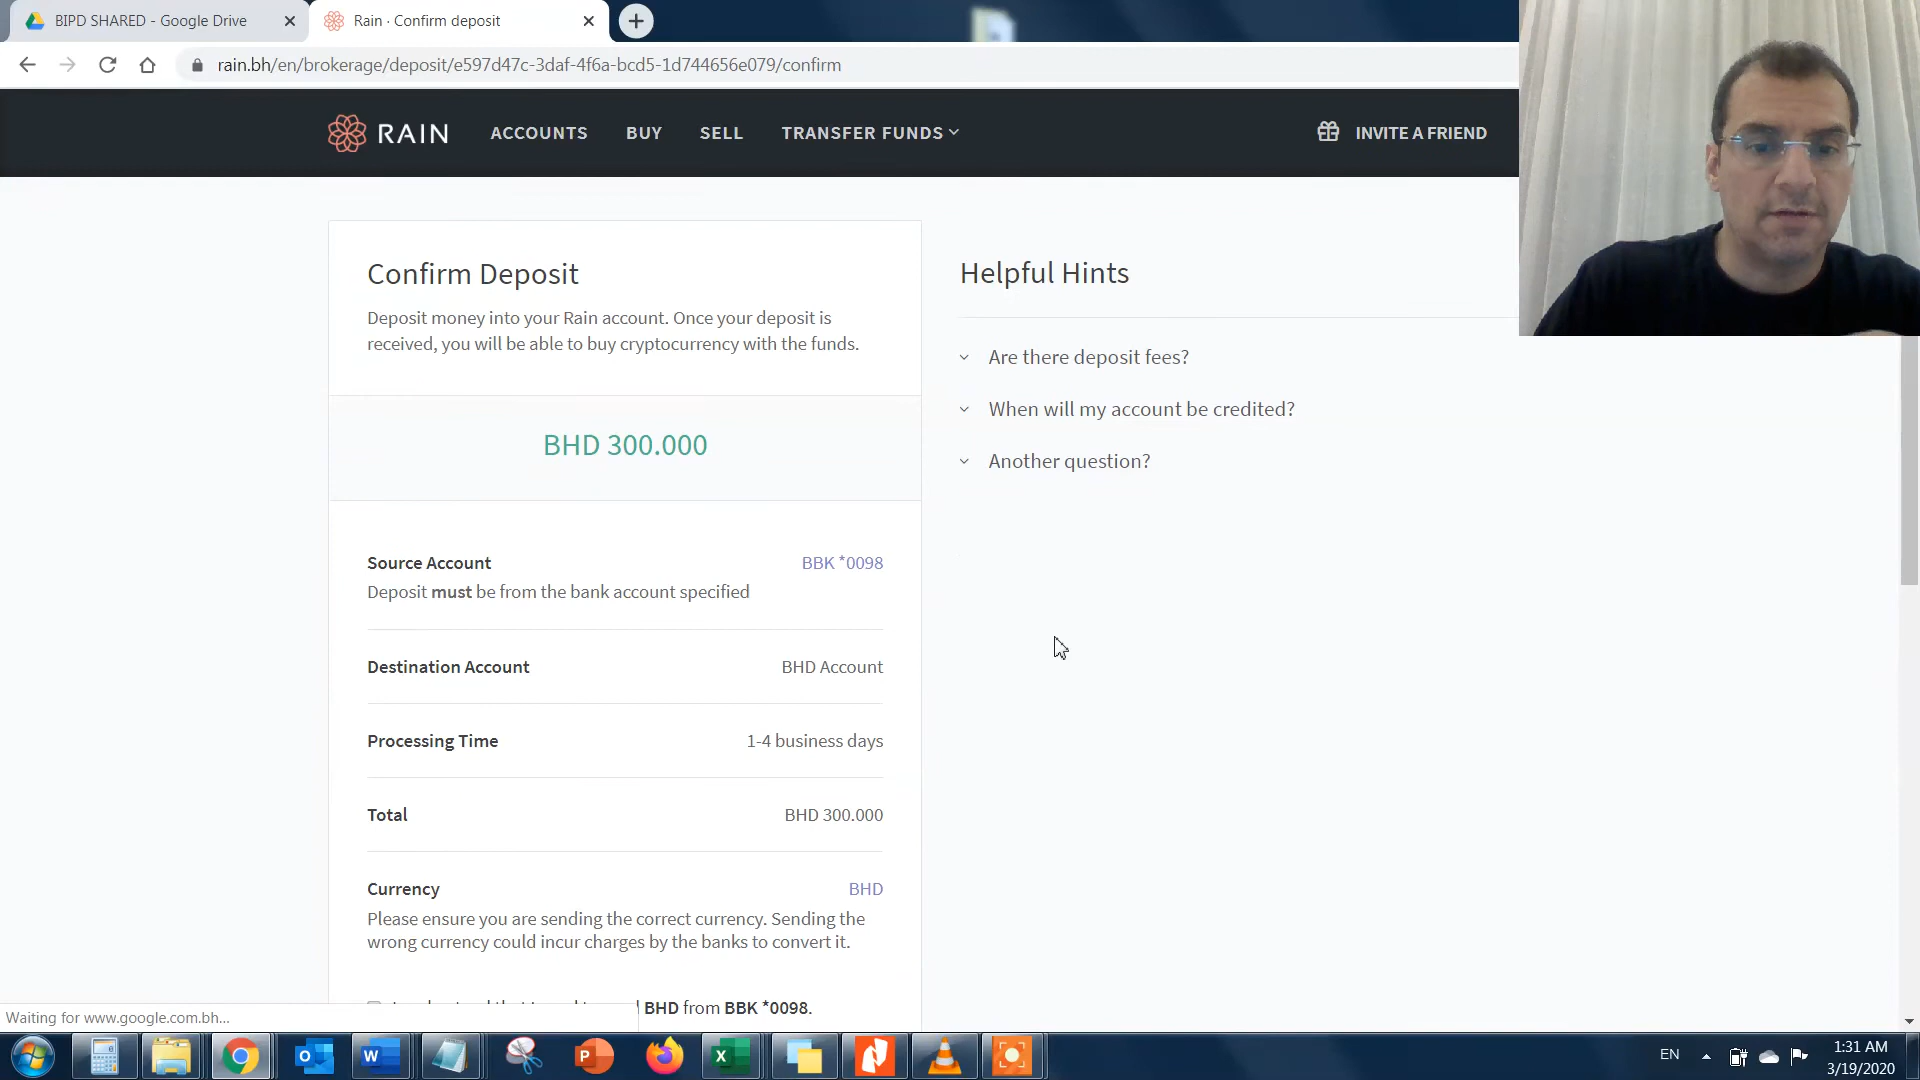 BIPD SHARED - Google Drive
Rain · Confirm deposit
rain.bh/en/brokerage/deposit/e597d47c-3daf-4f6a-bcd5-1d744656e079/confirm
RAIN
ACCOUNTS
BUY
SELL
TRANSFER FUNDS
INVITE A FRIEND
Confirm Deposit
Deposit money into your Rain account. Once your deposit is
received, you will be able to buy cryptocurrency with the funds.
BHD 300.000
Source Account
BBK *0098
Deposit must be from the bank account specified
Destination Account
BHD Account
Processing Time
1-4 business days
Total
BHD 300.000
Currency
BHD
Please ensure you are sending the correct currency. Sending the
wrong currency could incur charges by the banks to convert it.
BHD from BBK *0098.
Helpful Hints
Are there deposit fees?
When will my account be credited?
Another question?
Waiting for www.google.com.bh...
EN
1:31 AM
3/19/2020